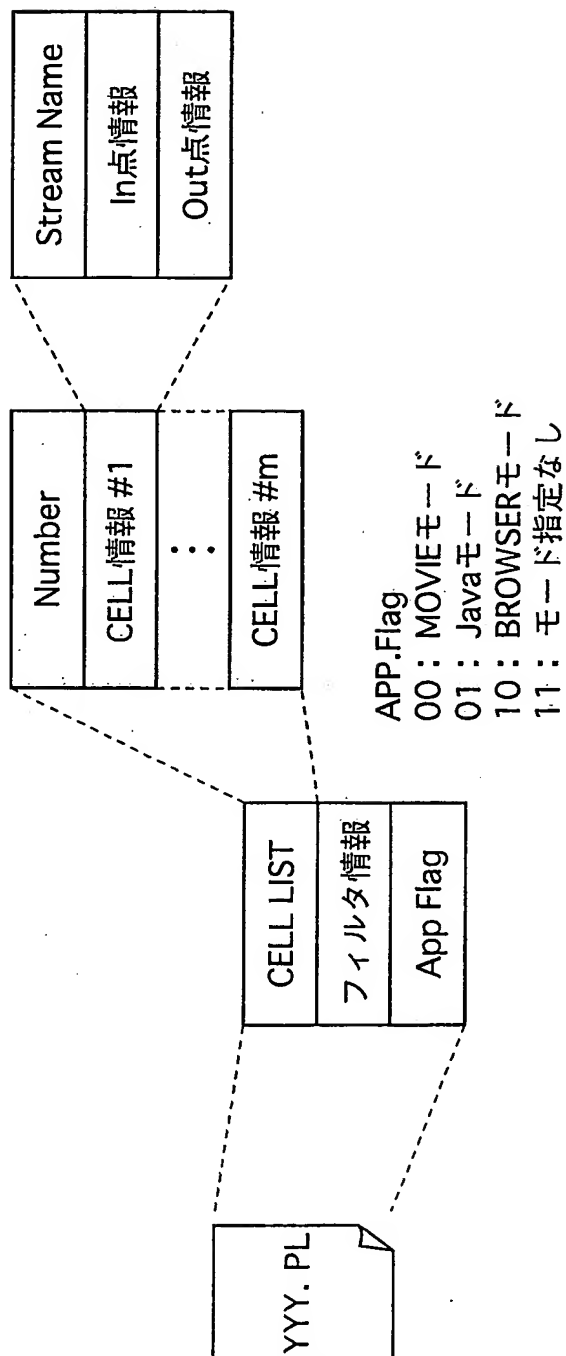 YYY. PL
CELL LIST
フィルタ情報
App Flag
Number
CELL情報 #1
CELL情報 #m
Stream Name
In点情報
Out点情報
APP.Flag
00：MOVIEモード
01：Javaモード
10：BROWSERモード
11：モード指定なし